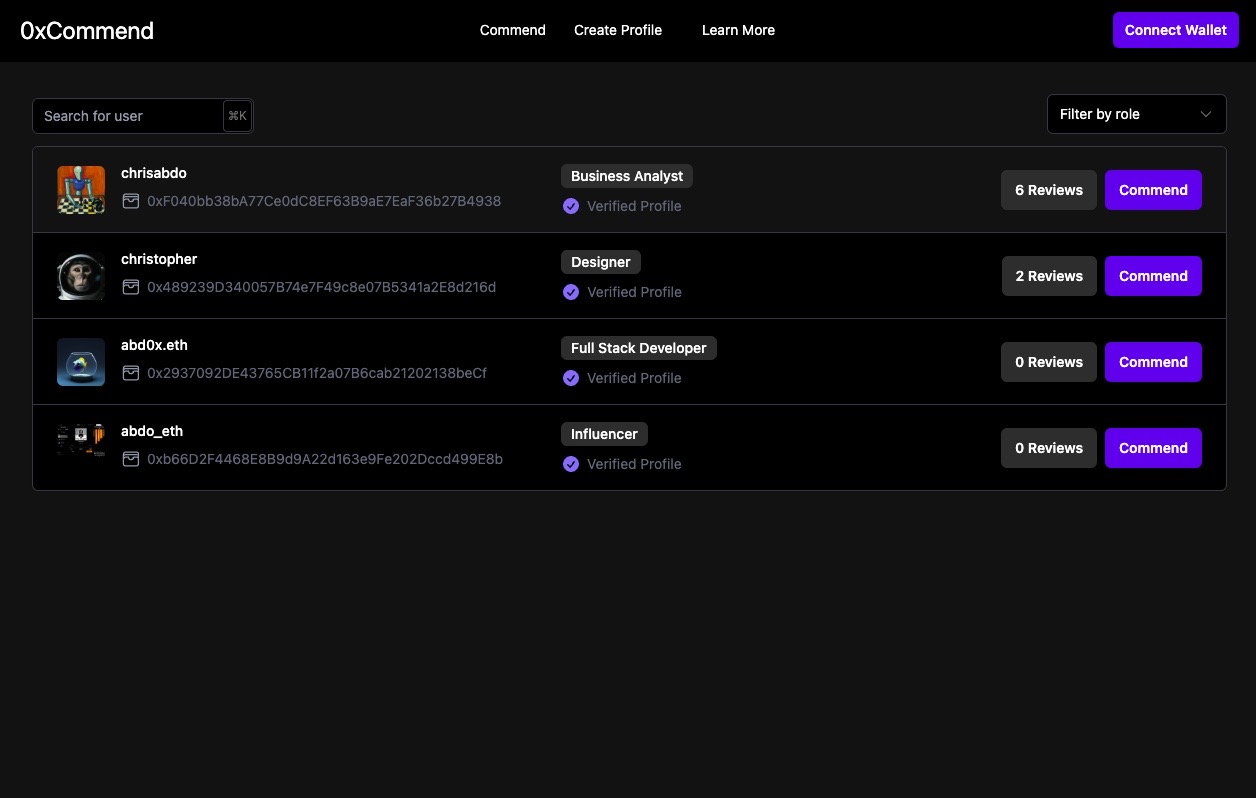 0xCommend
Commend
Create Profile
Learn More
Connect Wallet
Search for user
⌘K
Filter by role
chrisabdo
0xF040bb38bA77Ce0dC8EF63B9aE7EaF36b27B4938
Business Analyst
Verified Profile
6 Reviews
Commend
christopher
0x489239D340057B74e7F49c8e07B5341a2E8d216d
Designer
Verified Profile
2 Reviews
Commend
abd0x.eth
0x2937092DE43765CB11f2a07B6cab21202138beCf
Full Stack Developer
Verified Profile
0 Reviews
Commend
abdo_eth
0xb66D2F4468E8B9d9A22d163e9Fe202Dccd499E8b
Influencer
Verified Profile
0 Reviews
Commend